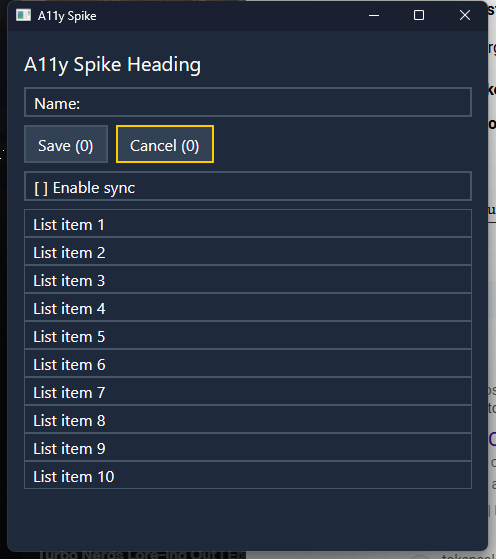 A11y Spike
A11y Spike Heading
Name:
Save (0)
Cancel (0)
[ ] Enable sync
List item 1
List item 2
List item 3
List item 4
List item 5
List item 6
List item 7
List item 8
List item 9
List item 10